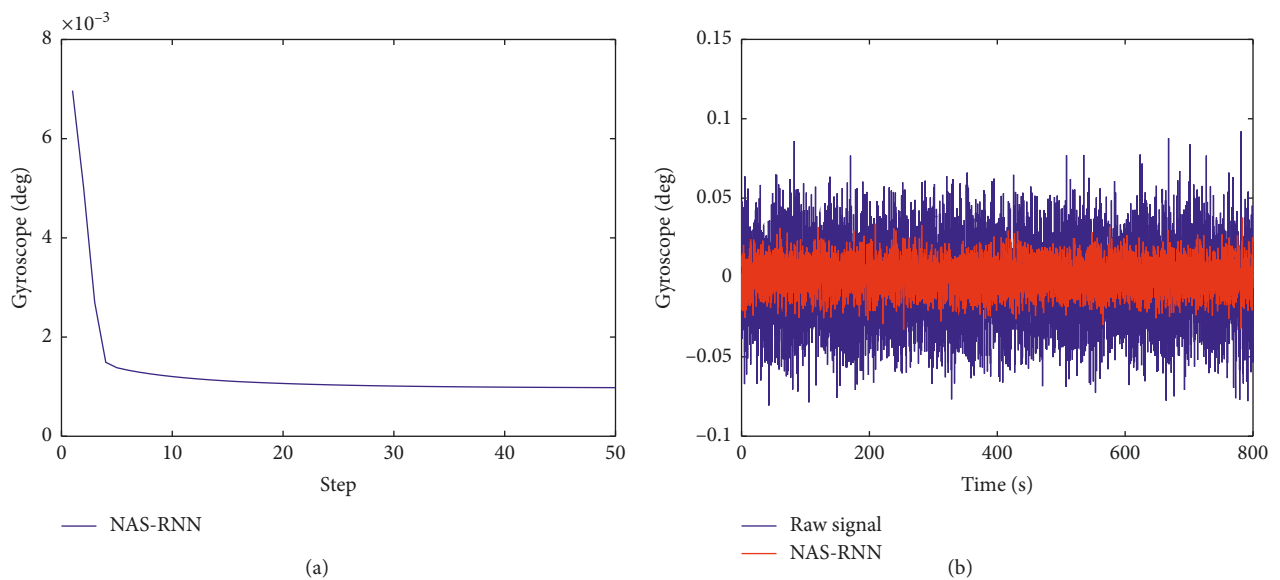 ×10−3
8
6
4
2
0
Gyroscope (deg)
0 10 20 30 40 50
Step
NAS-RNN
(a)
0.15
0.1
0.05
0
−0.05
−0.1
Gyroscope (deg)
0 200 400 600 800
Time (s)
Raw signal
NAS-RNN
(b)